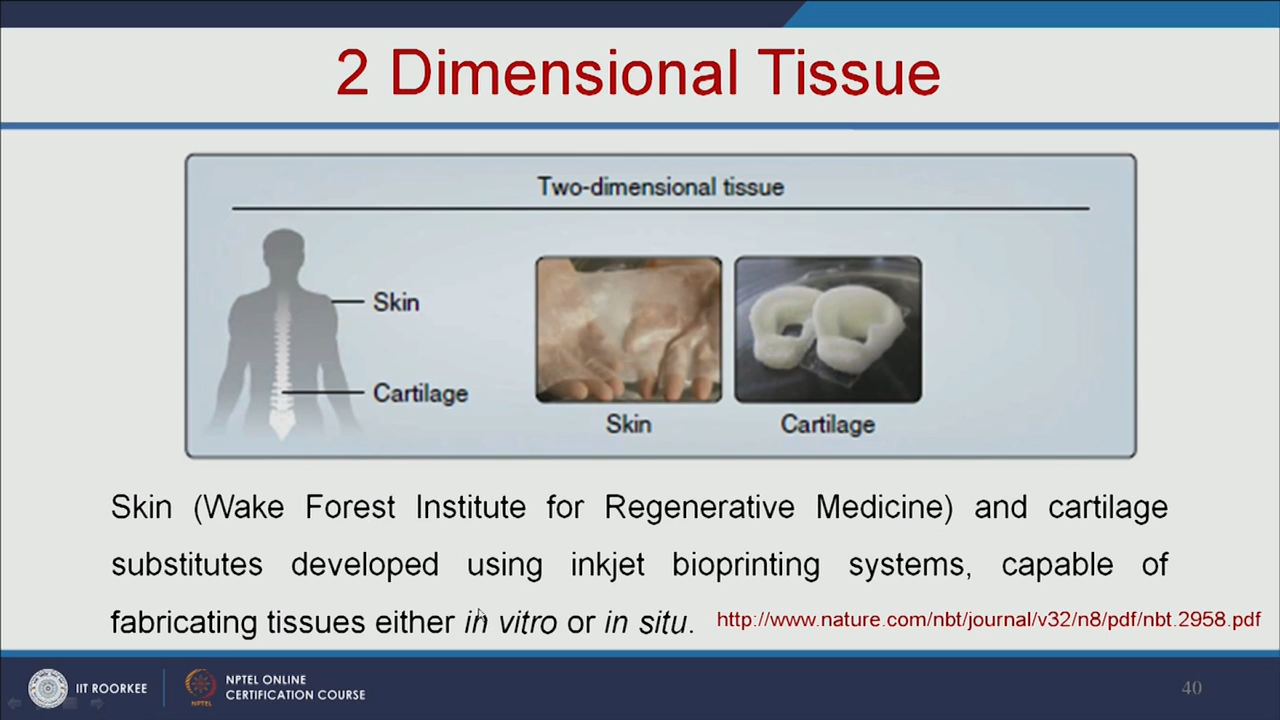 2 Dimensional Tissue
Two-dimensional tissue
Skin
Cartilage
Skin
Cartilage
Skin (Wake Forest Institute for Regenerative Medicine) and cartilage
substitutes developed using inkjet bioprinting systems, capable of
fabricating tissues either in vitro or in situ.
http://www.nature.com/nbt/journal/v32/n8/pdf/nbt.2958.pdf
IIT ROORKEE
NPTEL
NPTEL ONLINE
CERTIFICATION COURSE
40